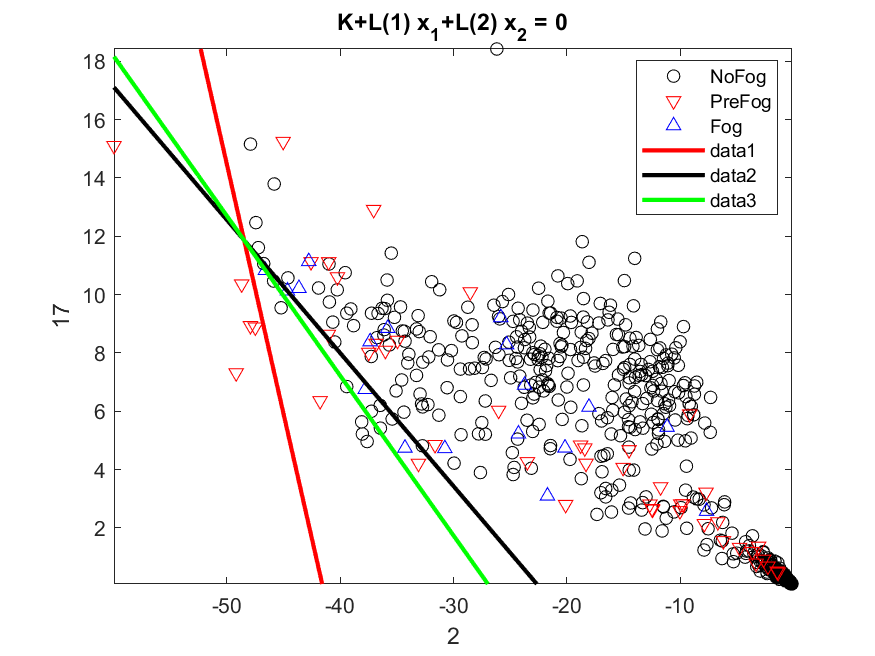 K+L(1) x1+L(2) x2 = 0
18
16
14
12
10
8
6
4
2
17
-50
-40
-30
-20
-10
2
NoFog
PreFog
Fog
data1
data2
data3